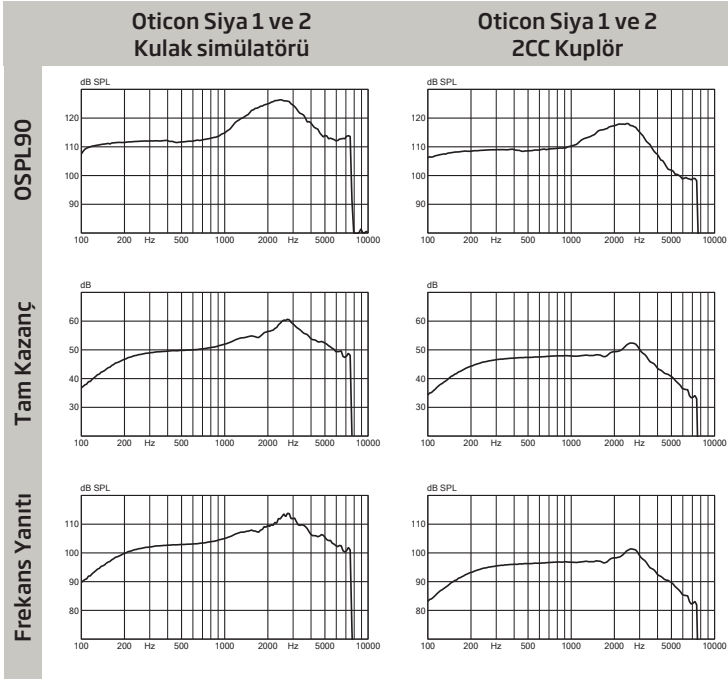 Oticon Siya 1 ve 2
Kulak simülatörü
Oticon Siya 1 ve 2
2CC Kuplör
OSPL90
dB SPL
120
110
100
90
100 200 Hz 500 1000 2000 Hz 5000 10000
dB SPL
120
110
100
90
100 200 Hz 500 1000 2000 Hz 5000 10000
Tam Kazanç
dB
60
50
40
30
100 200 Hz 500 1000 2000 Hz 5000 10000
dB
60
50
40
30
100 200 Hz 500 1000 2000 Hz 5000 10000
Frekans Yanıtı
dB SPL
110
100
90
80
100 200 Hz 500 1000 2000 Hz 5000 10000
dB SPL
110
100
90
80
100 200 Hz 500 1000 2000 Hz 5000 10000